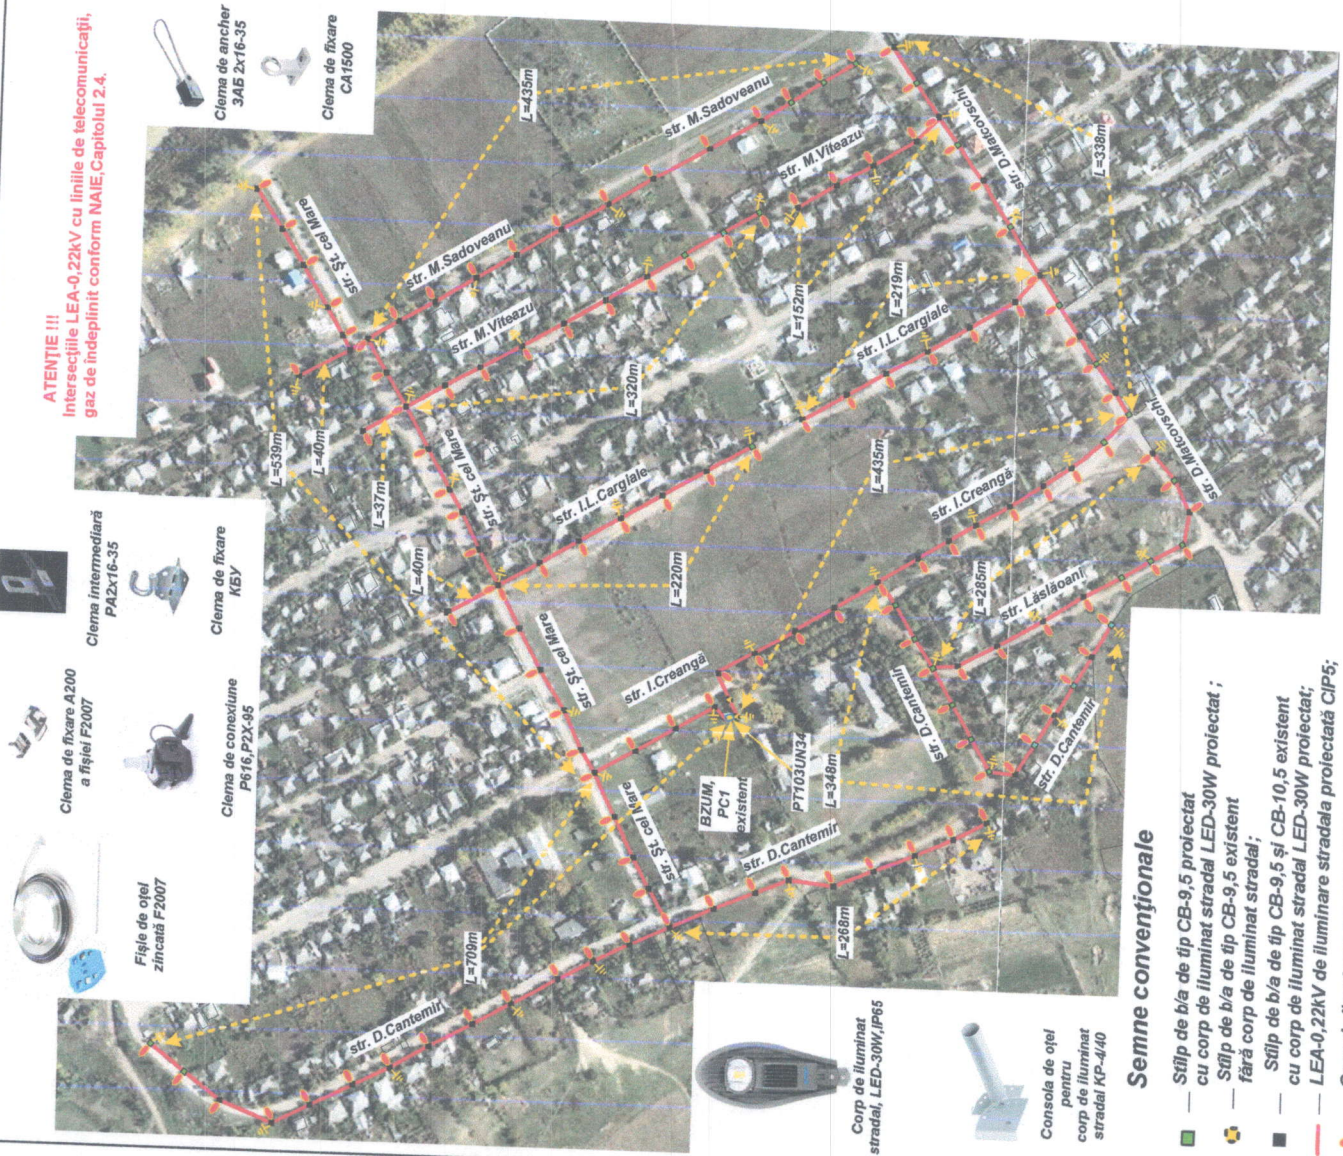 ATENȚIE !!!
Intersecțiile LEA-0,22kV cu liniile de telecomunicații,
gaz de îndeplinit conform NAIE,Capitolul 2.4.
Clema de ancher
3AB 2x16-35
Clema de fixare
CA1500
Clema intermediară
PA2x16-35
Clema de fixare
КБУ
Clema de fixare A200
a fișiei F2007
Clema de conexiune
P616,P2X-95
Fișie de oțel
zincată F2007
str. Șt. cel Mare
str. M.Sadoveanu
str. M.Sadoveanu
str. M.Viteazu
str. M.Viteazu
str. D.Matcovschi
L=435m
L=338m
L=539m
L=40m
L=37m
L=320m
L=152m
L=219m
str. Șt. cel Mare
str. I.L.Cargiale
str. I.L.Cargiale
L=40m
L=220m
L=435m
str. I.Creangă
str. D.Matcovschi
L=285m
str. Lăslăoani
str. Șt. cel Mare
str. I.Creangă
str. D.Cantemir
str. D.Cantemir
BZUM,
PC1
existent
PT103UN34
L=348m
str. Șt. cel Mare
str. D.Cantemir
L=268m
L=709m
str. D.Cantemir
Corp de iluminat
stradal, LED-30W,IP65
Consola de oțel
pentru
corp de iluminat
stradal KP-4/40
Semne convenționale
Stîlp de b/a de tip CB-9,5 proiectat
cu corp de iluminat stradal LED-30W proiectat ;
Stîlp de b/a de tip CB-9,5 existent
fără corp de iluminat stradal;
Stîlp de b/a de tip CB-9,5 și CB-10,5 existent
cu corp de iluminat stradal LED-30W proiectat;
LEA-0,22kV de iluminare stradala proiectată CIP5;